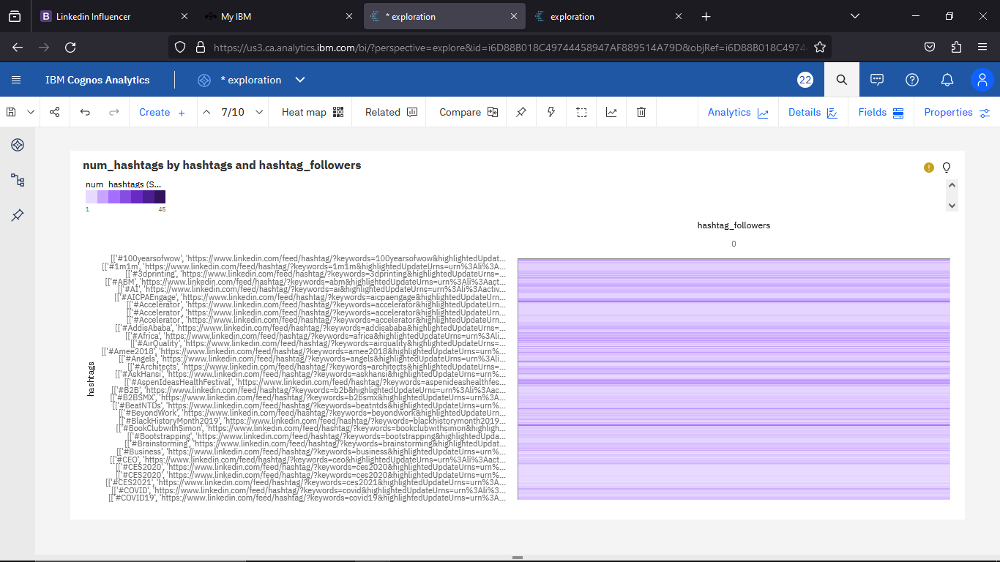 Linkedin Influencer
My IBM
* exploration
exploration
https://us3.ca.analytics.ibm.com/bi/?perspective=explore&id=i6D88B018C49744458947AF889514A79D&objRef=i6D88B018C4974
IBM Cognos Analytics
* exploration
22
Create +
7/10
Heat map
Related
Compare
Analytics
Details
Fields
Properties
num_hashtags by hashtags and hashtag_followers
num_hashtags (S...
1 45
hashtag_followers
0
hashtags
[['#100yearsofwow', 'https://www.linkedin.com/feed/hashtag/?keywords=100yearsofwow&highlightedUpdat...
[['#1m1m', 'https://www.linkedin.com/feed/hashtag/?keywords=1m1m&highlightedUpdateUrns=urn%3Ali%3A...
[['#3dprinting', 'https://www.linkedin.com/feed/hashtag/?keywords=3dprinting&highlightedUpdateUrns=...
[['#ABM', 'https://www.linkedin.com/feed/hashtag/?keywords=abm&highlightedUpdateUrns=urn%3Ali%3Aact...
[['#AI', 'https://www.linkedin.com/feed/hashtag/?keywords=ai&highlightedUpdateUrns=urn%3Ali%3Aactiv...
[['#AICPAEngage', 'https://www.linkedin.com/feed/hashtag/?keywords=aicpaengage&highlightedUpdateUrn...
[['#Accelerator', 'https://www.linkedin.com/feed/hashtag/?keywords=accelerator&highlightedUpdateUrns=...
[['#Accelerator', 'https://www.linkedin.com/feed/hashtag/?keywords=accelerator&highlightedUpdateUrns=...
[['#Accelerator', 'https://www.linkedin.com/feed/hashtag/?keywords=accelerator&highlightedUpdateUrns=...
[['#AddisAbaba', 'https://www.linkedin.com/feed/hashtag/?keywords=addisababa&highlightedUpdateUrns=...
[['#Africa', 'https://www.linkedin.com/feed/hashtag/?keywords=africa&highlightedUpdateUrns=urn%3Ali...
[['#AirQuality', 'https://www.linkedin.com/feed/hashtag/?keywords=airquality&highlightedUpdateUrns=...
[['#Amee2018', 'https://www.linkedin.com/feed/hashtag/?keywords=amee2018&highlightedUpdateUrns=urn%...
[['#Angels', 'https://www.linkedin.com/feed/hashtag/?keywords=angels&highlightedUpdateUrns=urn%3Ali...
[['#Architects', 'https://www.linkedin.com/feed/hashtag/?keywords=architects&highlightedUpdateUrns=...
[['#AskHansi', 'https://www.linkedin.com/feed/hashtag/?keywords=askhansi&highlightedUpdateUrns=urn%...
[['#AspenIdeasHealthFestival', 'https://www.linkedin.com/feed/hashtag/?keywords=aspenideashealthfes...
[['#B2B', 'https://www.linkedin.com/feed/hashtag/?keywords=b2b&highlightedUpdateUrns=urn%3Ali%3Aac...
[['#B2BSMX', 'https://www.linkedin.com/feed/hashtag/?keywords=b2bsmx&highlightedUpdateUrns=urn%3A...
[['#BeatNTDs', 'https://www.linkedin.com/feed/hashtag/?keywords=beatntds&highlightedUpdateUrns=urn%...
[['#BeyondWork', 'https://www.linkedin.com/feed/hashtag/?keywords=beyondwork&highlightedUpdateUrn...
[['#BlackHistoryMonth2019', 'https://www.linkedin.com/feed/hashtag/?keywords=blackhistorymonth2019...
[['#BookClubwithSimon', 'https://www.linkedin.com/feed/hashtag/?keywords=bookclubwithsimon&highligh...
[['#Bootstrapping', 'https://www.linkedin.com/feed/hashtag/?keywords=bootstrapping&highlightedUpda...
[['#Brainstorming', 'https://www.linkedin.com/feed/hashtag/?keywords=brainstorming&highlightedUpdat...
[['#Business', 'https://www.linkedin.com/feed/hashtag/?keywords=business&highlightedUpdateUrns=urn%...
[['#CEO', 'https://www.linkedin.com/feed/hashtag/?keywords=ceo&highlightedUpdateUrns=urn%3Ali%3Aact...
[['#CES2020', 'https://www.linkedin.com/feed/hashtag/?keywords=ces2020&highlightedUpdateUrns=urn%...
[['#CES2020', 'https://www.linkedin.com/feed/hashtag/?keywords=ces2020&highlightedUpdateUrns=urn%...
[['#CES2021', 'https://www.linkedin.com/feed/hashtag/?keywords=ces2021&highlightedUpdateUrns=urn%3A...
[['#COVID', 'https://www.linkedin.com/feed/hashtag/?keywords=covid&highlightedUpdateUrns=urn%3Ali%3...
[['#COVID19', 'https://www.linkedin.com/feed/hashtag/?keywords=covid19&highlightedUpdateUrns=urn%3A...